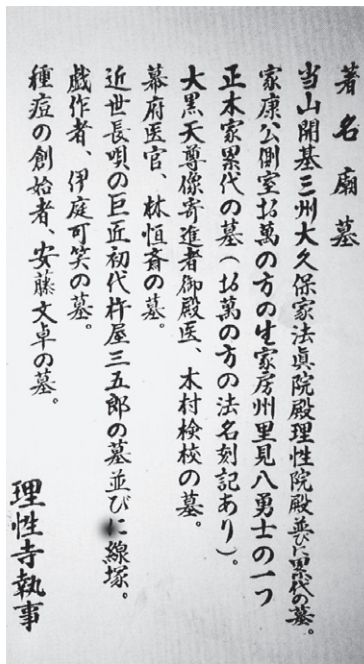 著名廟墓
当山開基三州大久保家法眞院殿理性院殿並びに累代の墓。
家康公側室お萬の方の生家房州里見八勇士の一つ
正木家累代の墓(お萬の方の法名刻記あり)。
大黒天尊像寄進者御殿医、木村検校の墓。
幕府医官、林恒斎の墓。
近世長唄の巨匠初代杵屋三五郎の墓並びに線塚。
戯作者、伊庭可笑の墓。
種痘の創始者、安藤文卓の墓。
理性寺執事